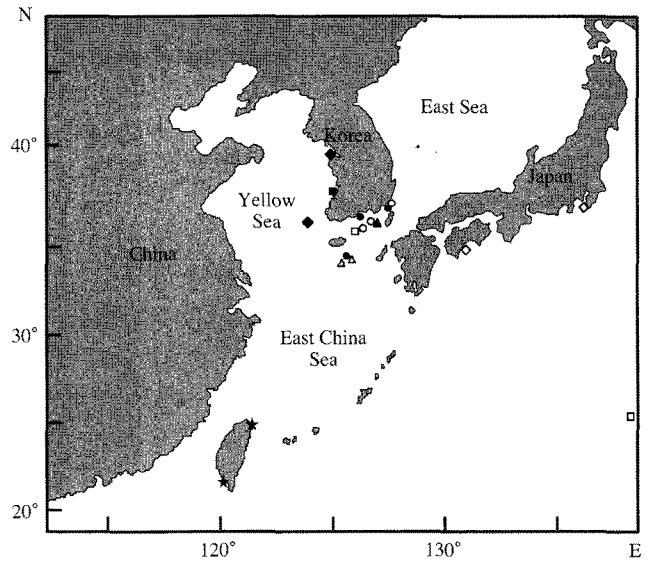 N
East Sea
40°
Korea
Japan
Yellow
Sea
China
30°
East China
Sea
20°
120°
130°
E